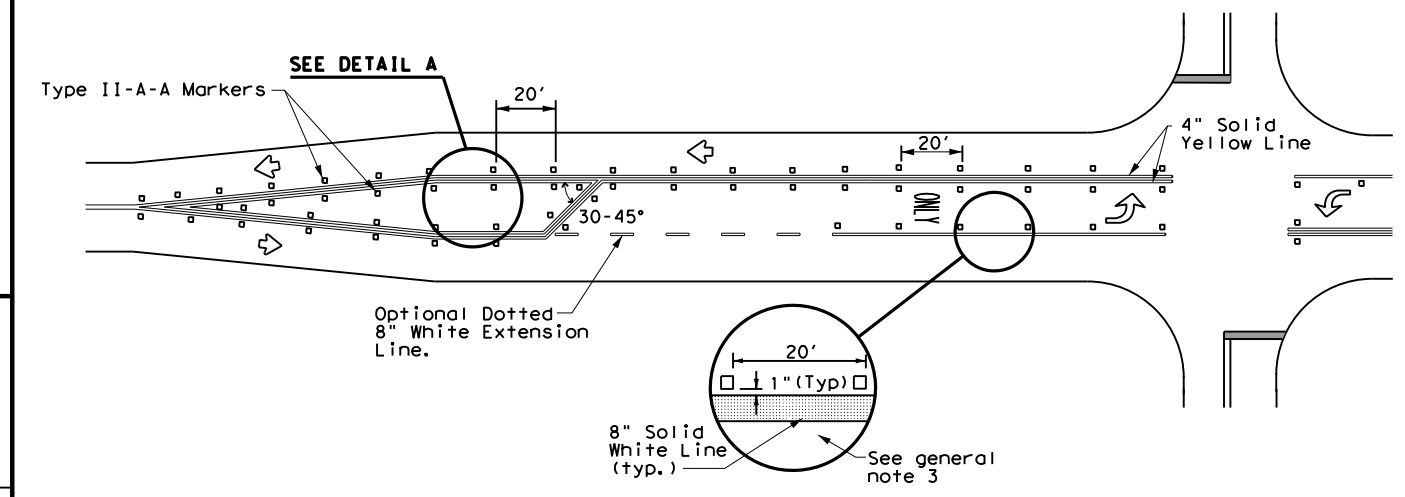 SEE DETAIL A
Type II-A-A Markers
20'
20'
4" Solid
Yellow Line
ONLY
30-45°
Optional Dotted
8" White Extension
Line.
20'
1"(Typ)
8" Solid
White Line
(typ.)
See general
note 3